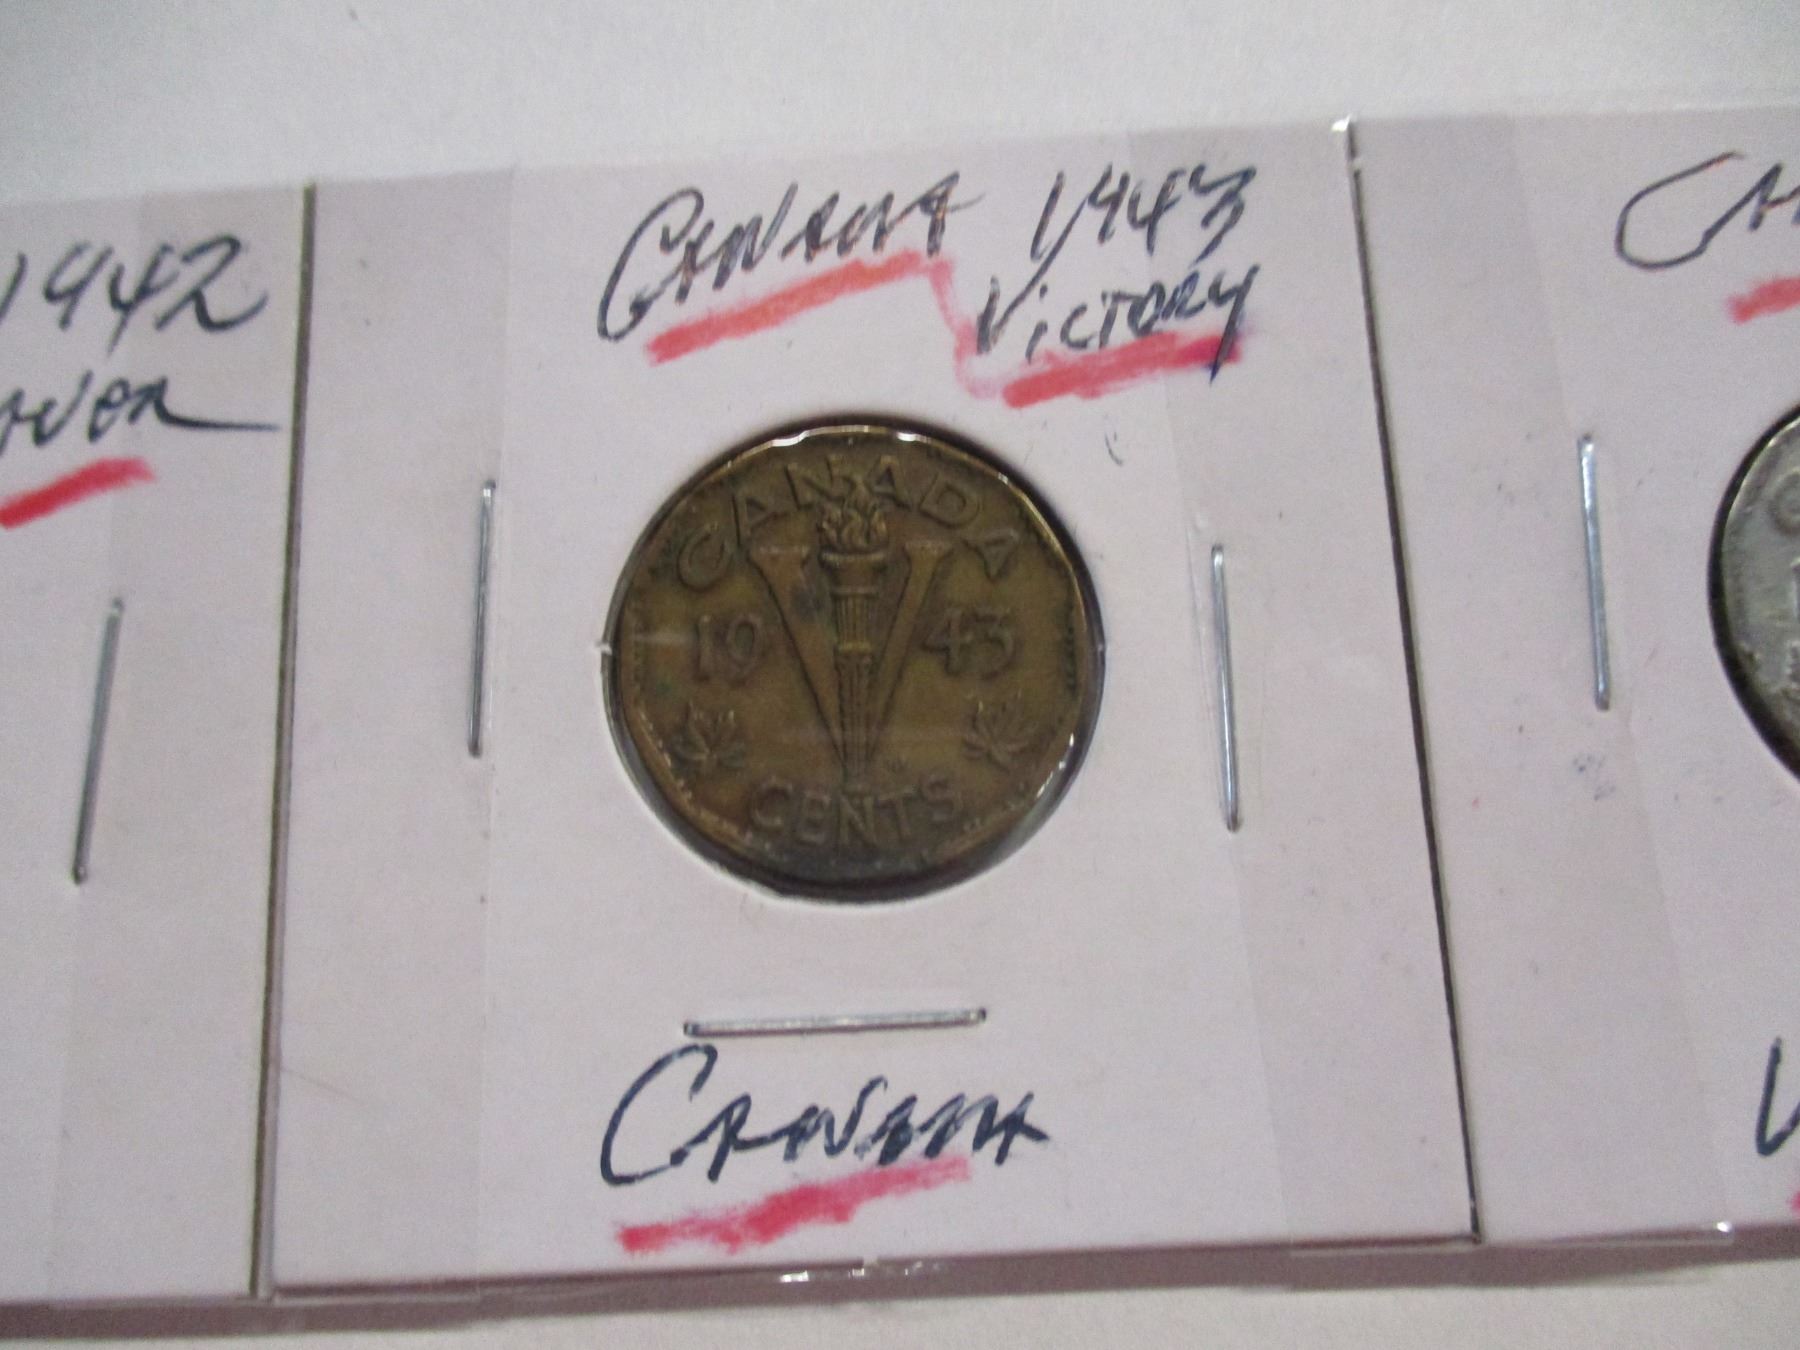 1942
CANADA 1943
VICTORY
CANADA
19 43
CENTS
CANADA